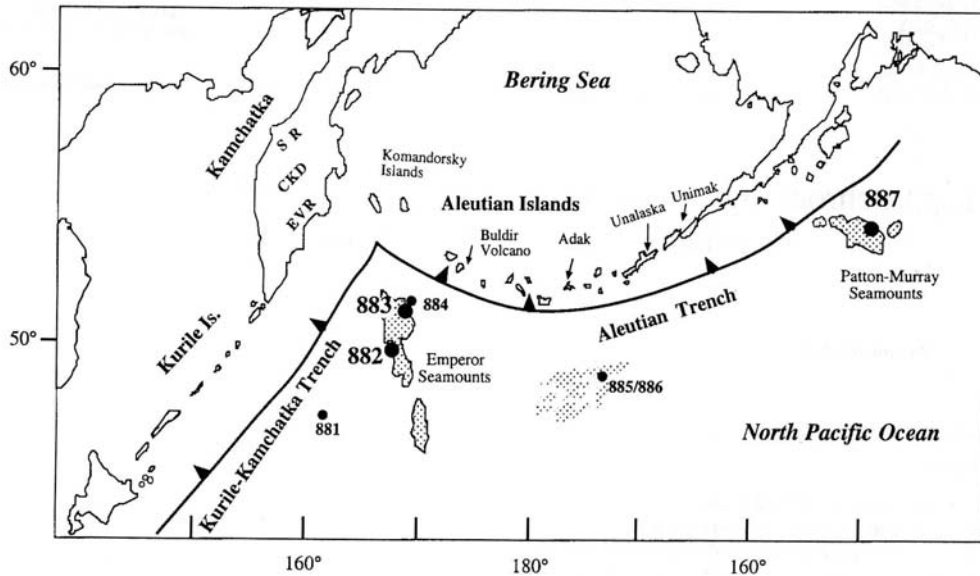 60°
50°
Bering Sea
Kamchatka
S R
CKD
EVR
Komandorsky
Islands
Aleutian Islands
Buldir
Volcano
Adak
Unalaska
Unimak
887
Patton-Murray
Seamounts
Aleutian Trench
Kurile Is.
883
884
882
Emperor
Seamounts
885/886
881
Kurile-Kamchatka Trench
North Pacific Ocean
160°
180°
160°